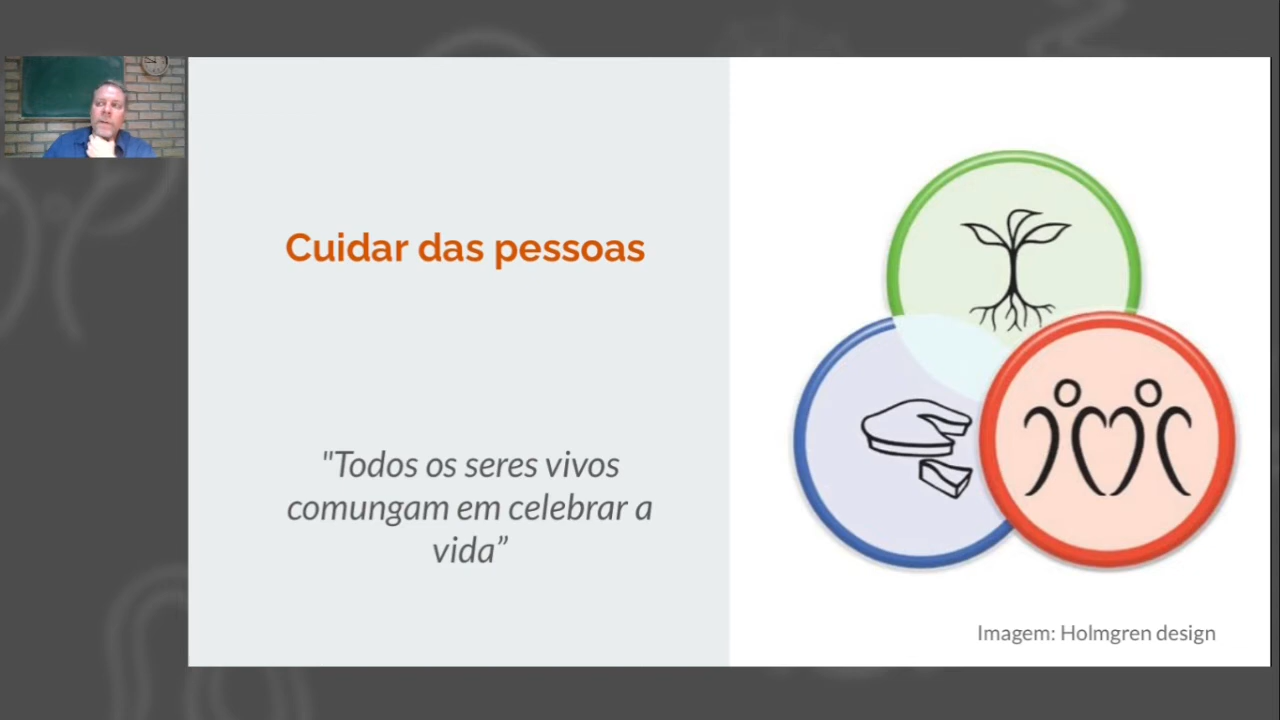 Cuidar das pessoas
"Todos os seres vivos
comungam em celebrar a
vida”
Imagem: Holmgren design